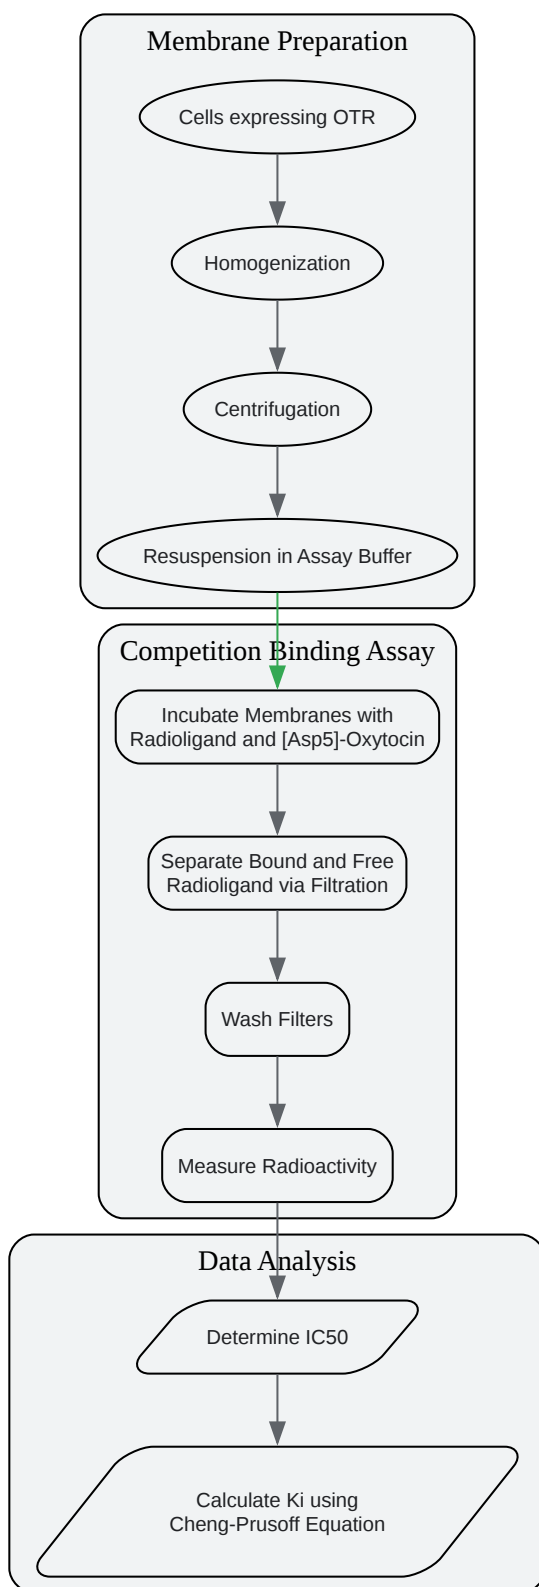 Membrane Preparation
Cells expressing OTR
Homogenization
Centrifugation
Resuspension in Assay Buffer
Competition Binding Assay
Incubate Membranes with
Radioligand and [Asp5]-Oxytocin
Separate Bound and Free
Radioligand via Filtration
Wash Filters
Measure Radioactivity
Data Analysis
Determine IC50
Calculate Ki using
Cheng-Prusoff Equation